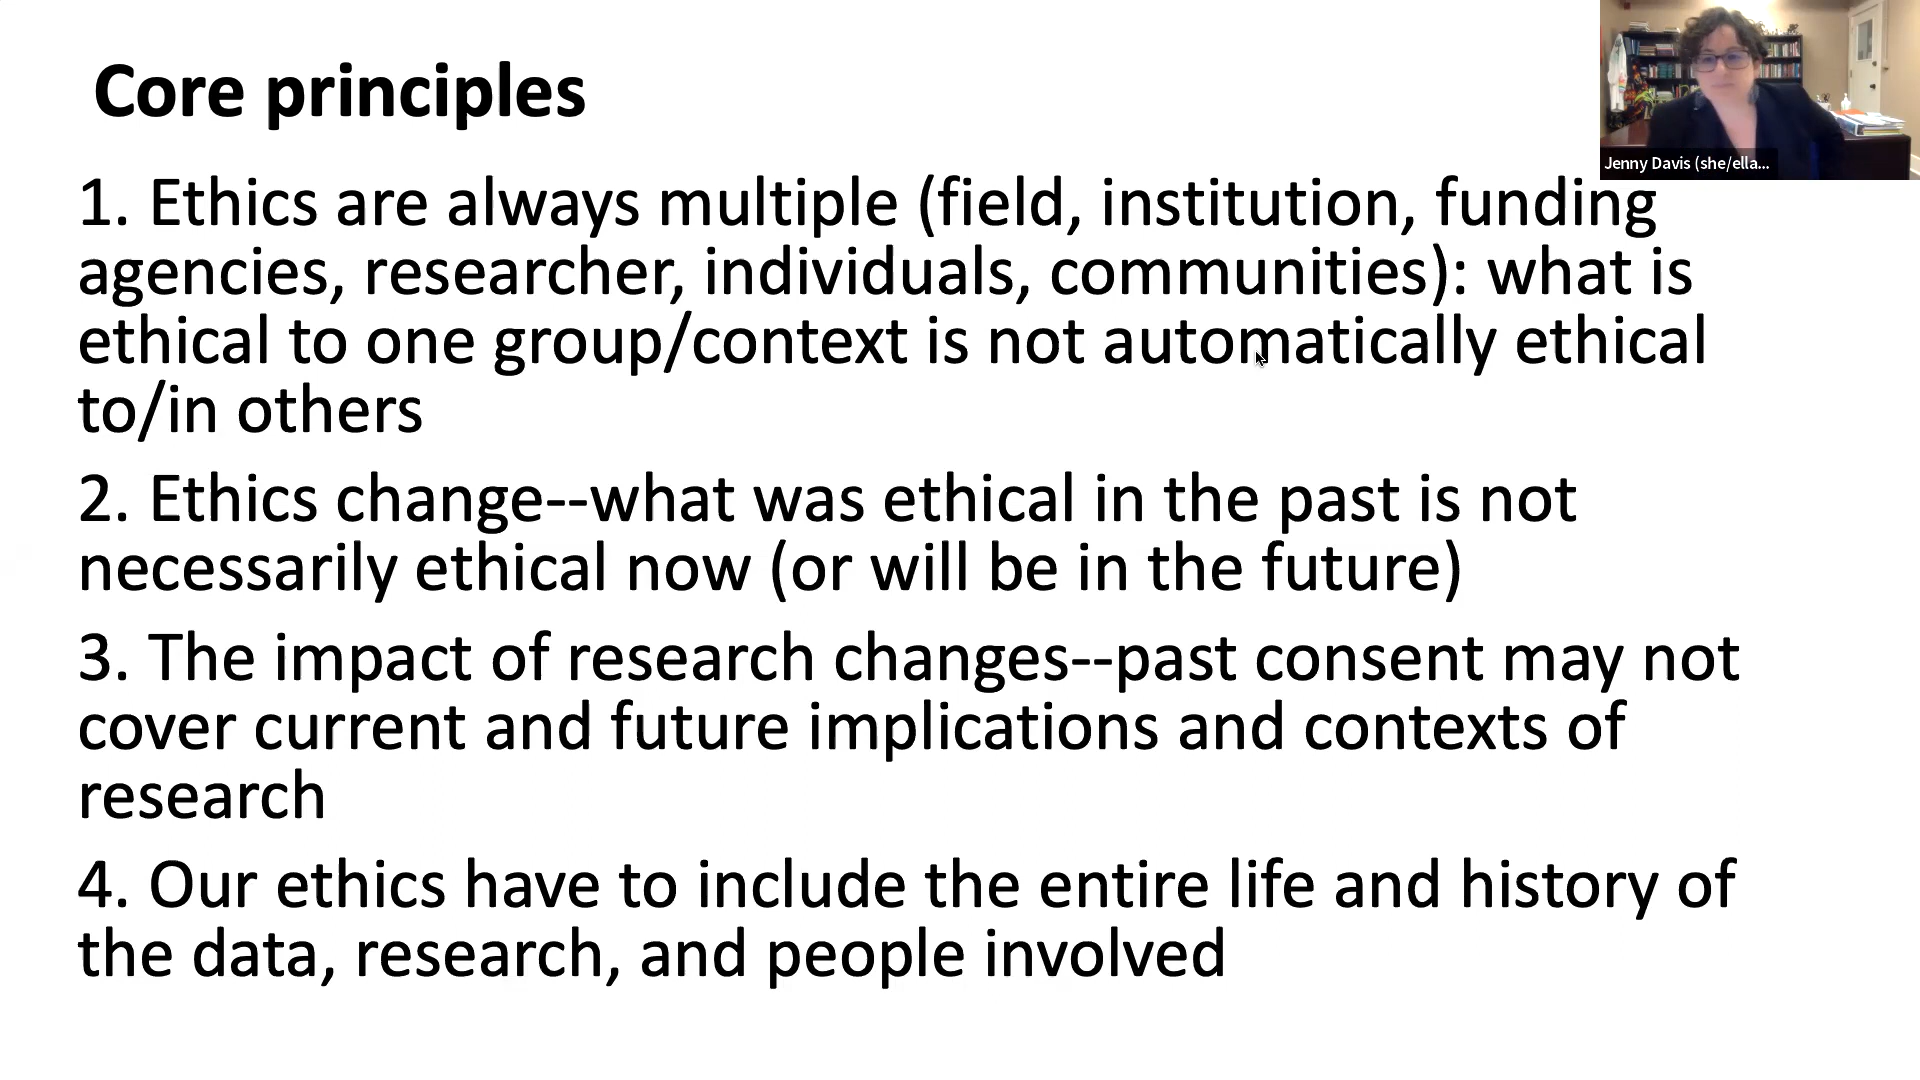 Core principles
Jenny Davis (she/ella...
1. Ethics are always multiple (field, institution, funding
agencies, researcher, individuals, communities): what is
ethical to one group/context is not automatically ethical
to/in others
2. Ethics change--what was ethical in the past is not
necessarily ethical now (or will be in the future)
3. The impact of research changes--past consent may not
cover current and future implications and contexts of
research
4. Our ethics have to include the entire life and history of
the data, research, and people involved